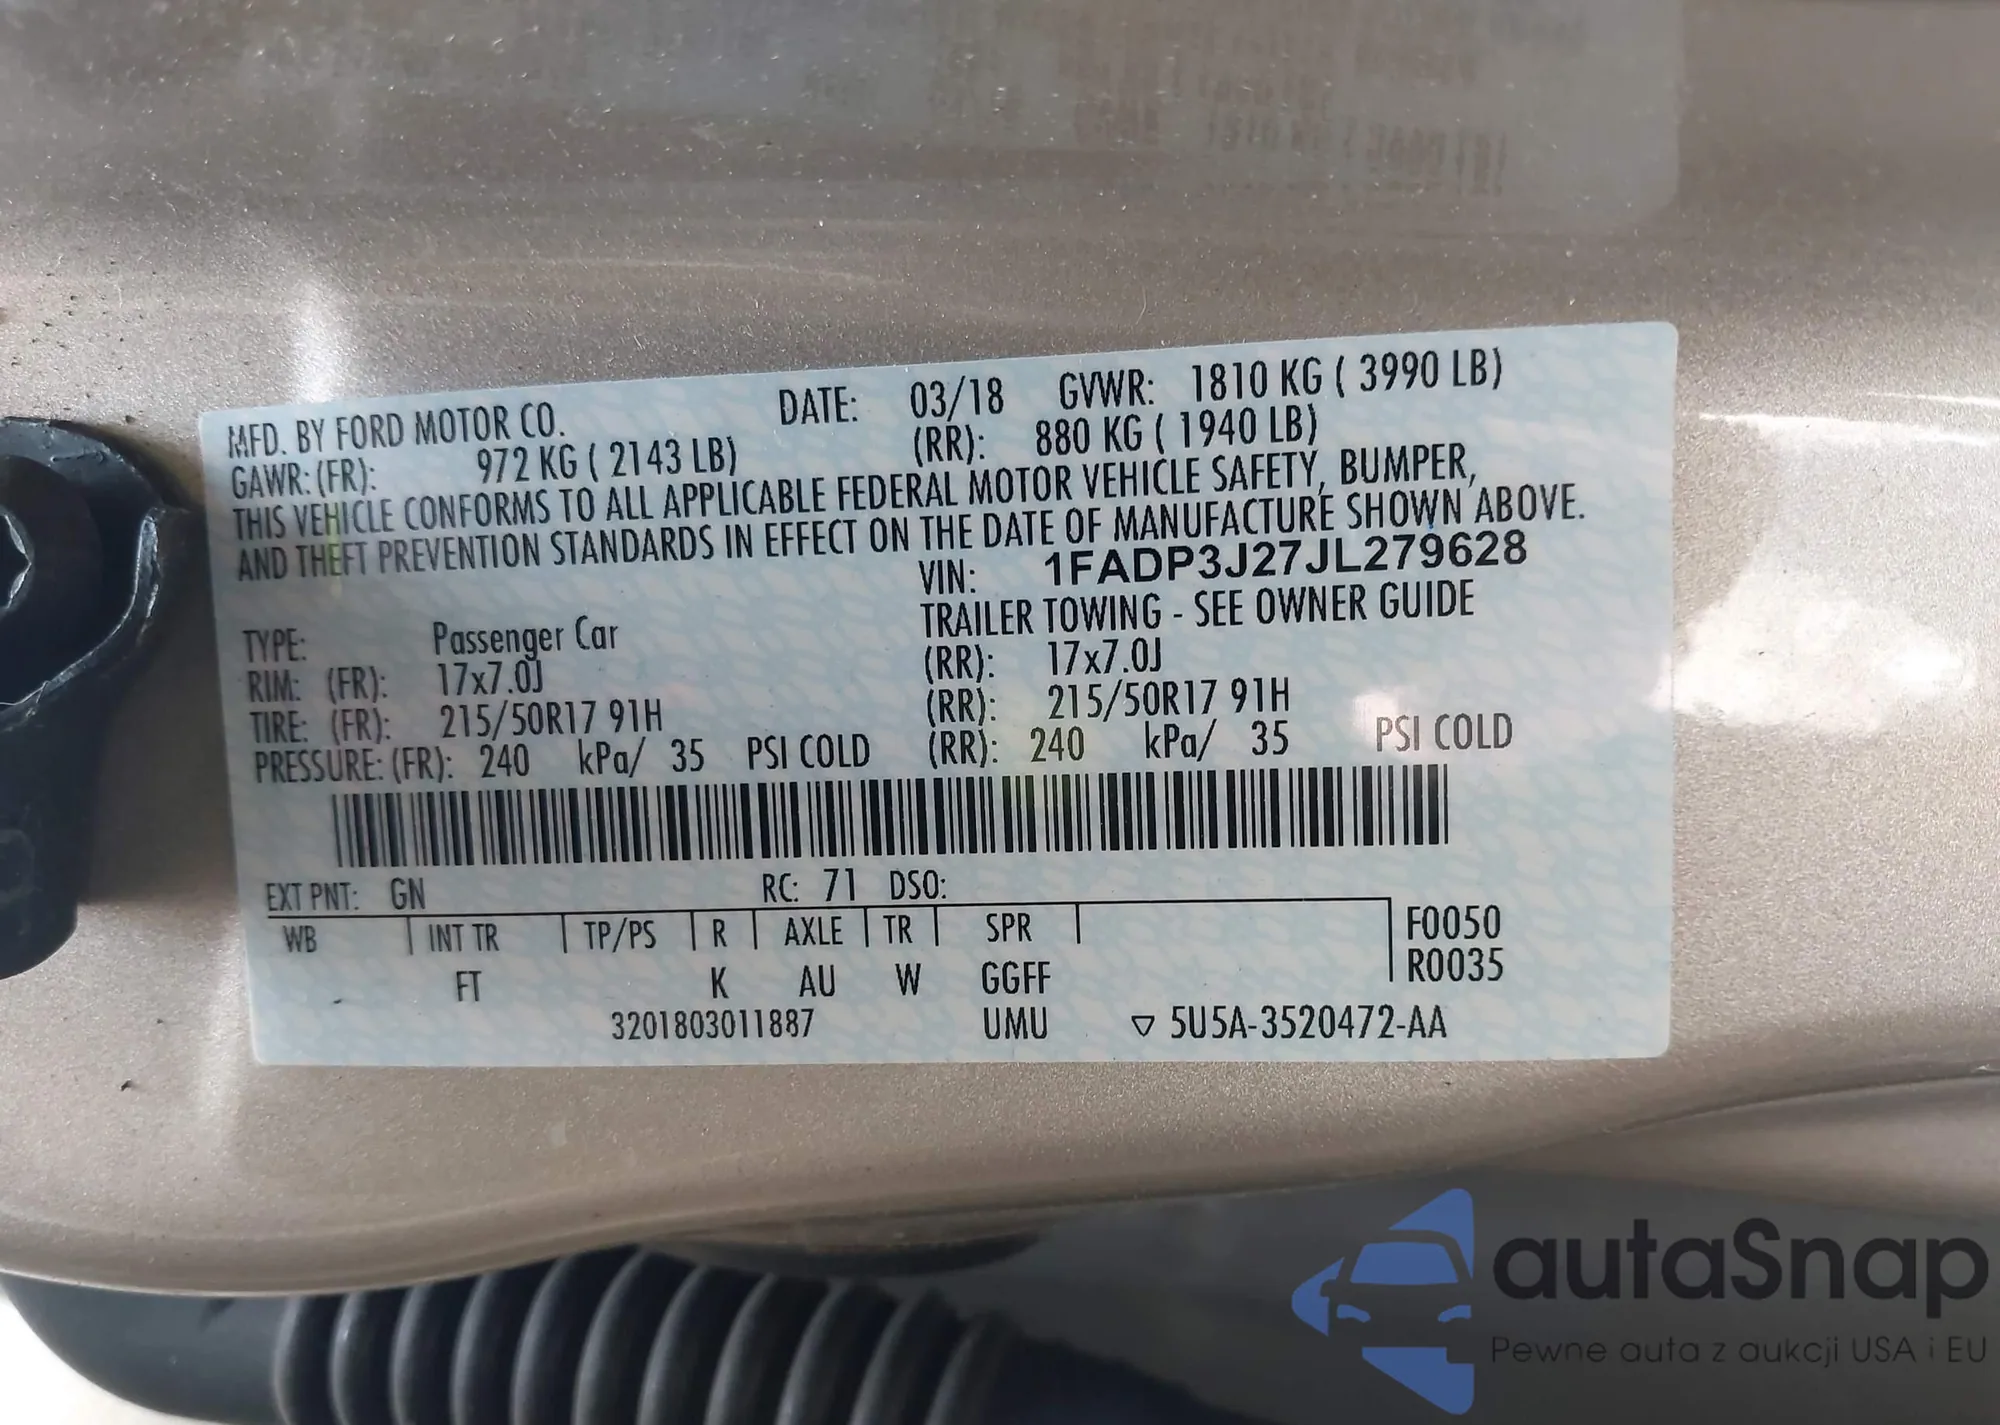 MFD. BY FORD MOTOR CO. DATE: 03/18 GVWR: 1810 KG ( 3990 LB)
GAWR: (FR): 972 KG ( 2143 LB) (RR): 880 KG ( 1940 LB)
THIS VEHICLE CONFORMS TO ALL APPLICABLE FEDERAL MOTOR VEHICLE SAFETY, BUMPER,
AND THEFT PREVENTION STANDARDS IN EFFECT ON THE DATE OF MANUFACTURE SHOWN ABOVE.
VIN: 1FADP3J27JL279628
TYPE: Passenger Car TRAILER TOWING - SEE OWNER GUIDE
RIM: (FR): 17x7.0J (RR): 17x7.0J
TIRE: (FR): 215/50R17 91H (RR): 215/50R17 91H
PRESSURE: (FR): 240 kPa/ 35 PSI COLD (RR): 240 kPa/ 35 PSI COLD
EXT PNT: GN RC: 71 DSO:
WB INT TR TP/PS R AXLE TR SPR F0050
FT K AU W GGFF R0035
3201803011887 UMU ▽ 5U5A-3520472-AA
autaSnap
Pewne auta z aukcji USA i EU